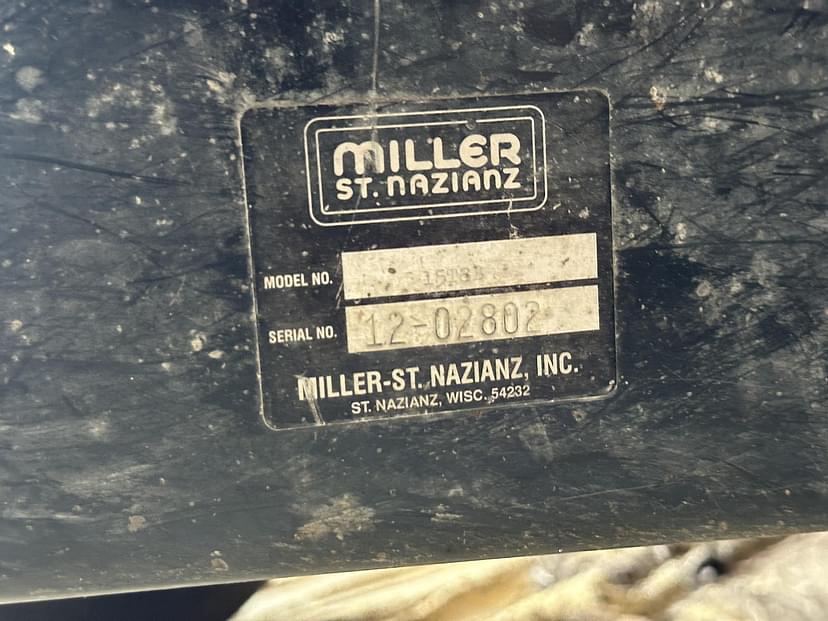 MILLER
ST. NAZIANZ
MODEL NO.
SERIAL NO. 12-02802
MILLER-ST. NAZIANZ, INC.
ST. NAZIANZ, WISC. 54232